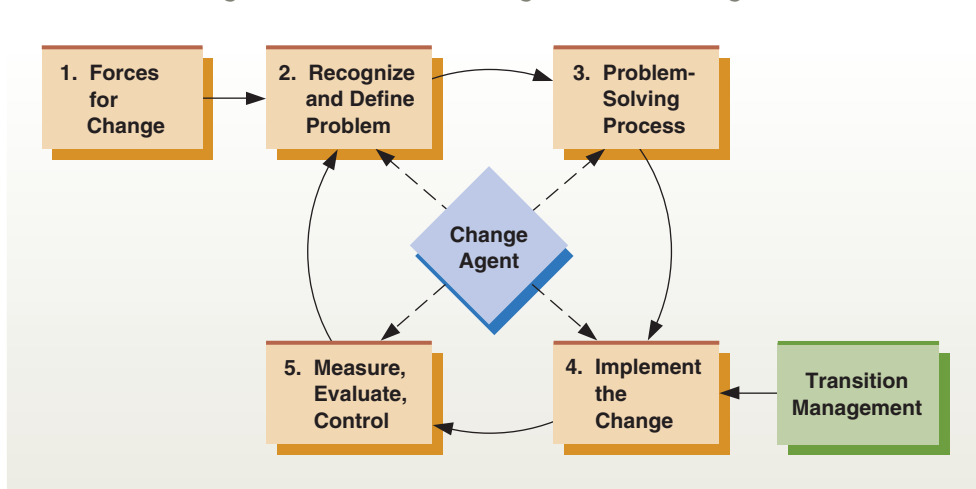 1. Forces
for
Change
2. Recognize
and Define
Problem
3. Problem-
Solving
Process
Change
Agent
5. Measure,
Evaluate,
Control
4. Implement
the
Change
Transition
Management